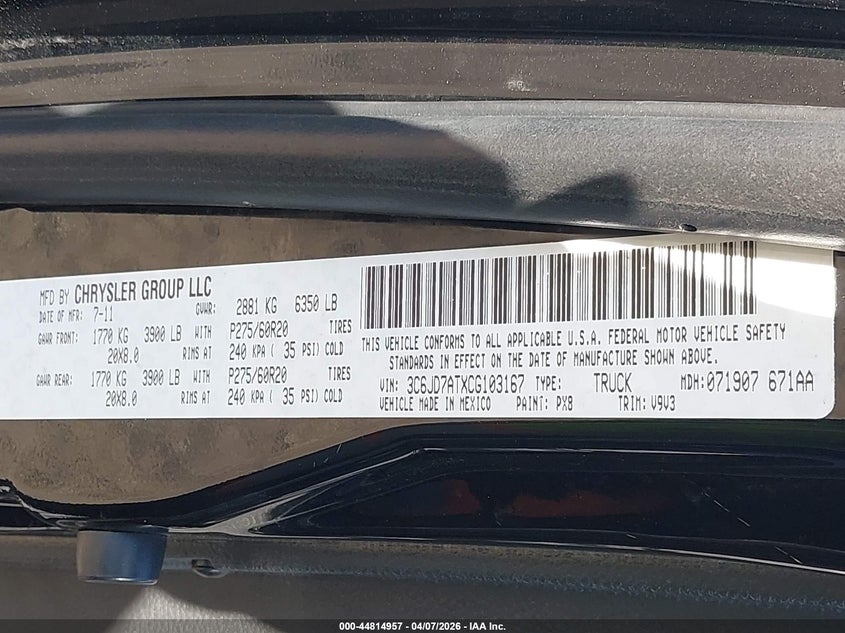 MFD BY CHRYSLER GROUP LLC
DATE OF MFR: 7-11 GVWR: 2881 KG 6350 LB
GAWR FRONT: 1770 KG 3900 LB WITH P275/60R20 TIRES
20X8.0 RIMS AT 240 KPA ( 35 PSI) COLD
GAWR REAR: 1770 KG 3900 LB WITH P275/60R20 TIRES
20X8.0 RIMS AT 240 KPA ( 35 PSI) COLD
THIS VEHICLE CONFORMS TO ALL APPLICABLE U.S.A. FEDERAL MOTOR VEHICLE SAFETY
STANDARDS IN EFFECT ON THE DATE OF MANUFACTURE SHOWN ABOVE.
VIN: 3C6JD7ATXCG103167 TYPE: TRUCK MDH:071907 671AA
VEHICLE MADE IN MEXICO PAINT: PX8 TRIM: V9V3
000-44814957 - 04/07/2026 - IAA Inc.